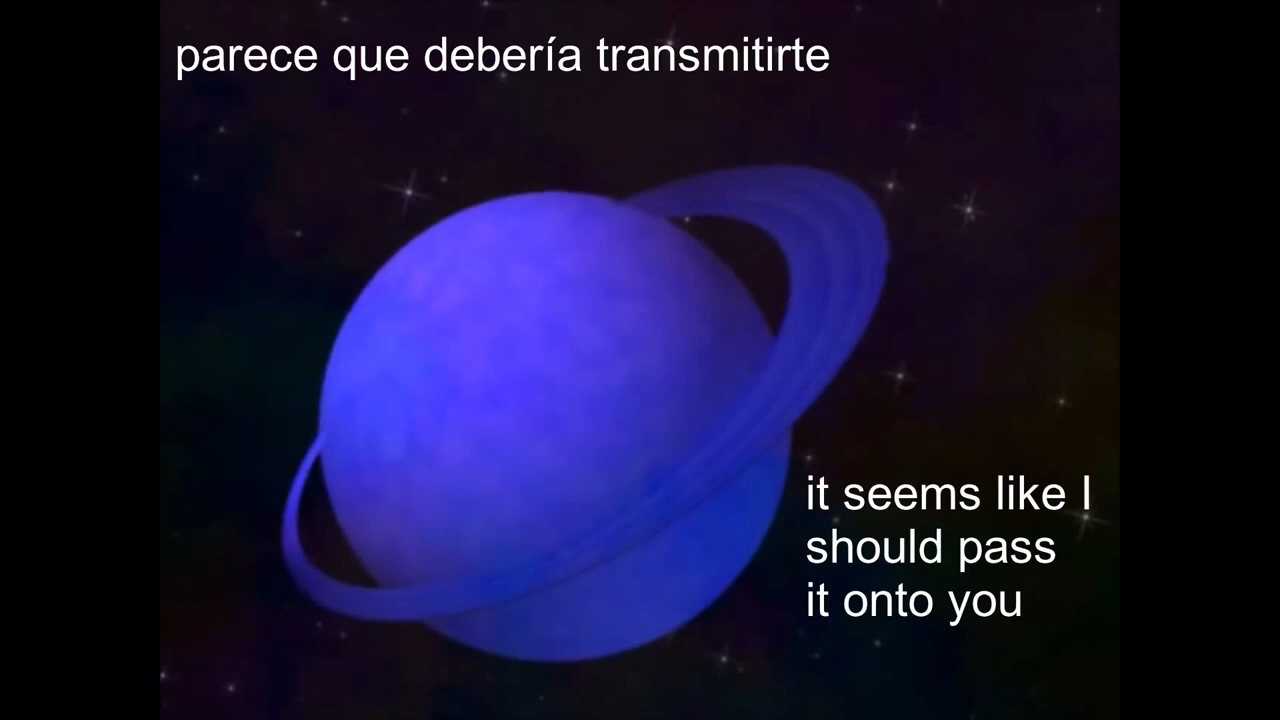 parece que debería transmitirte
it seems like I
should pass
it onto you